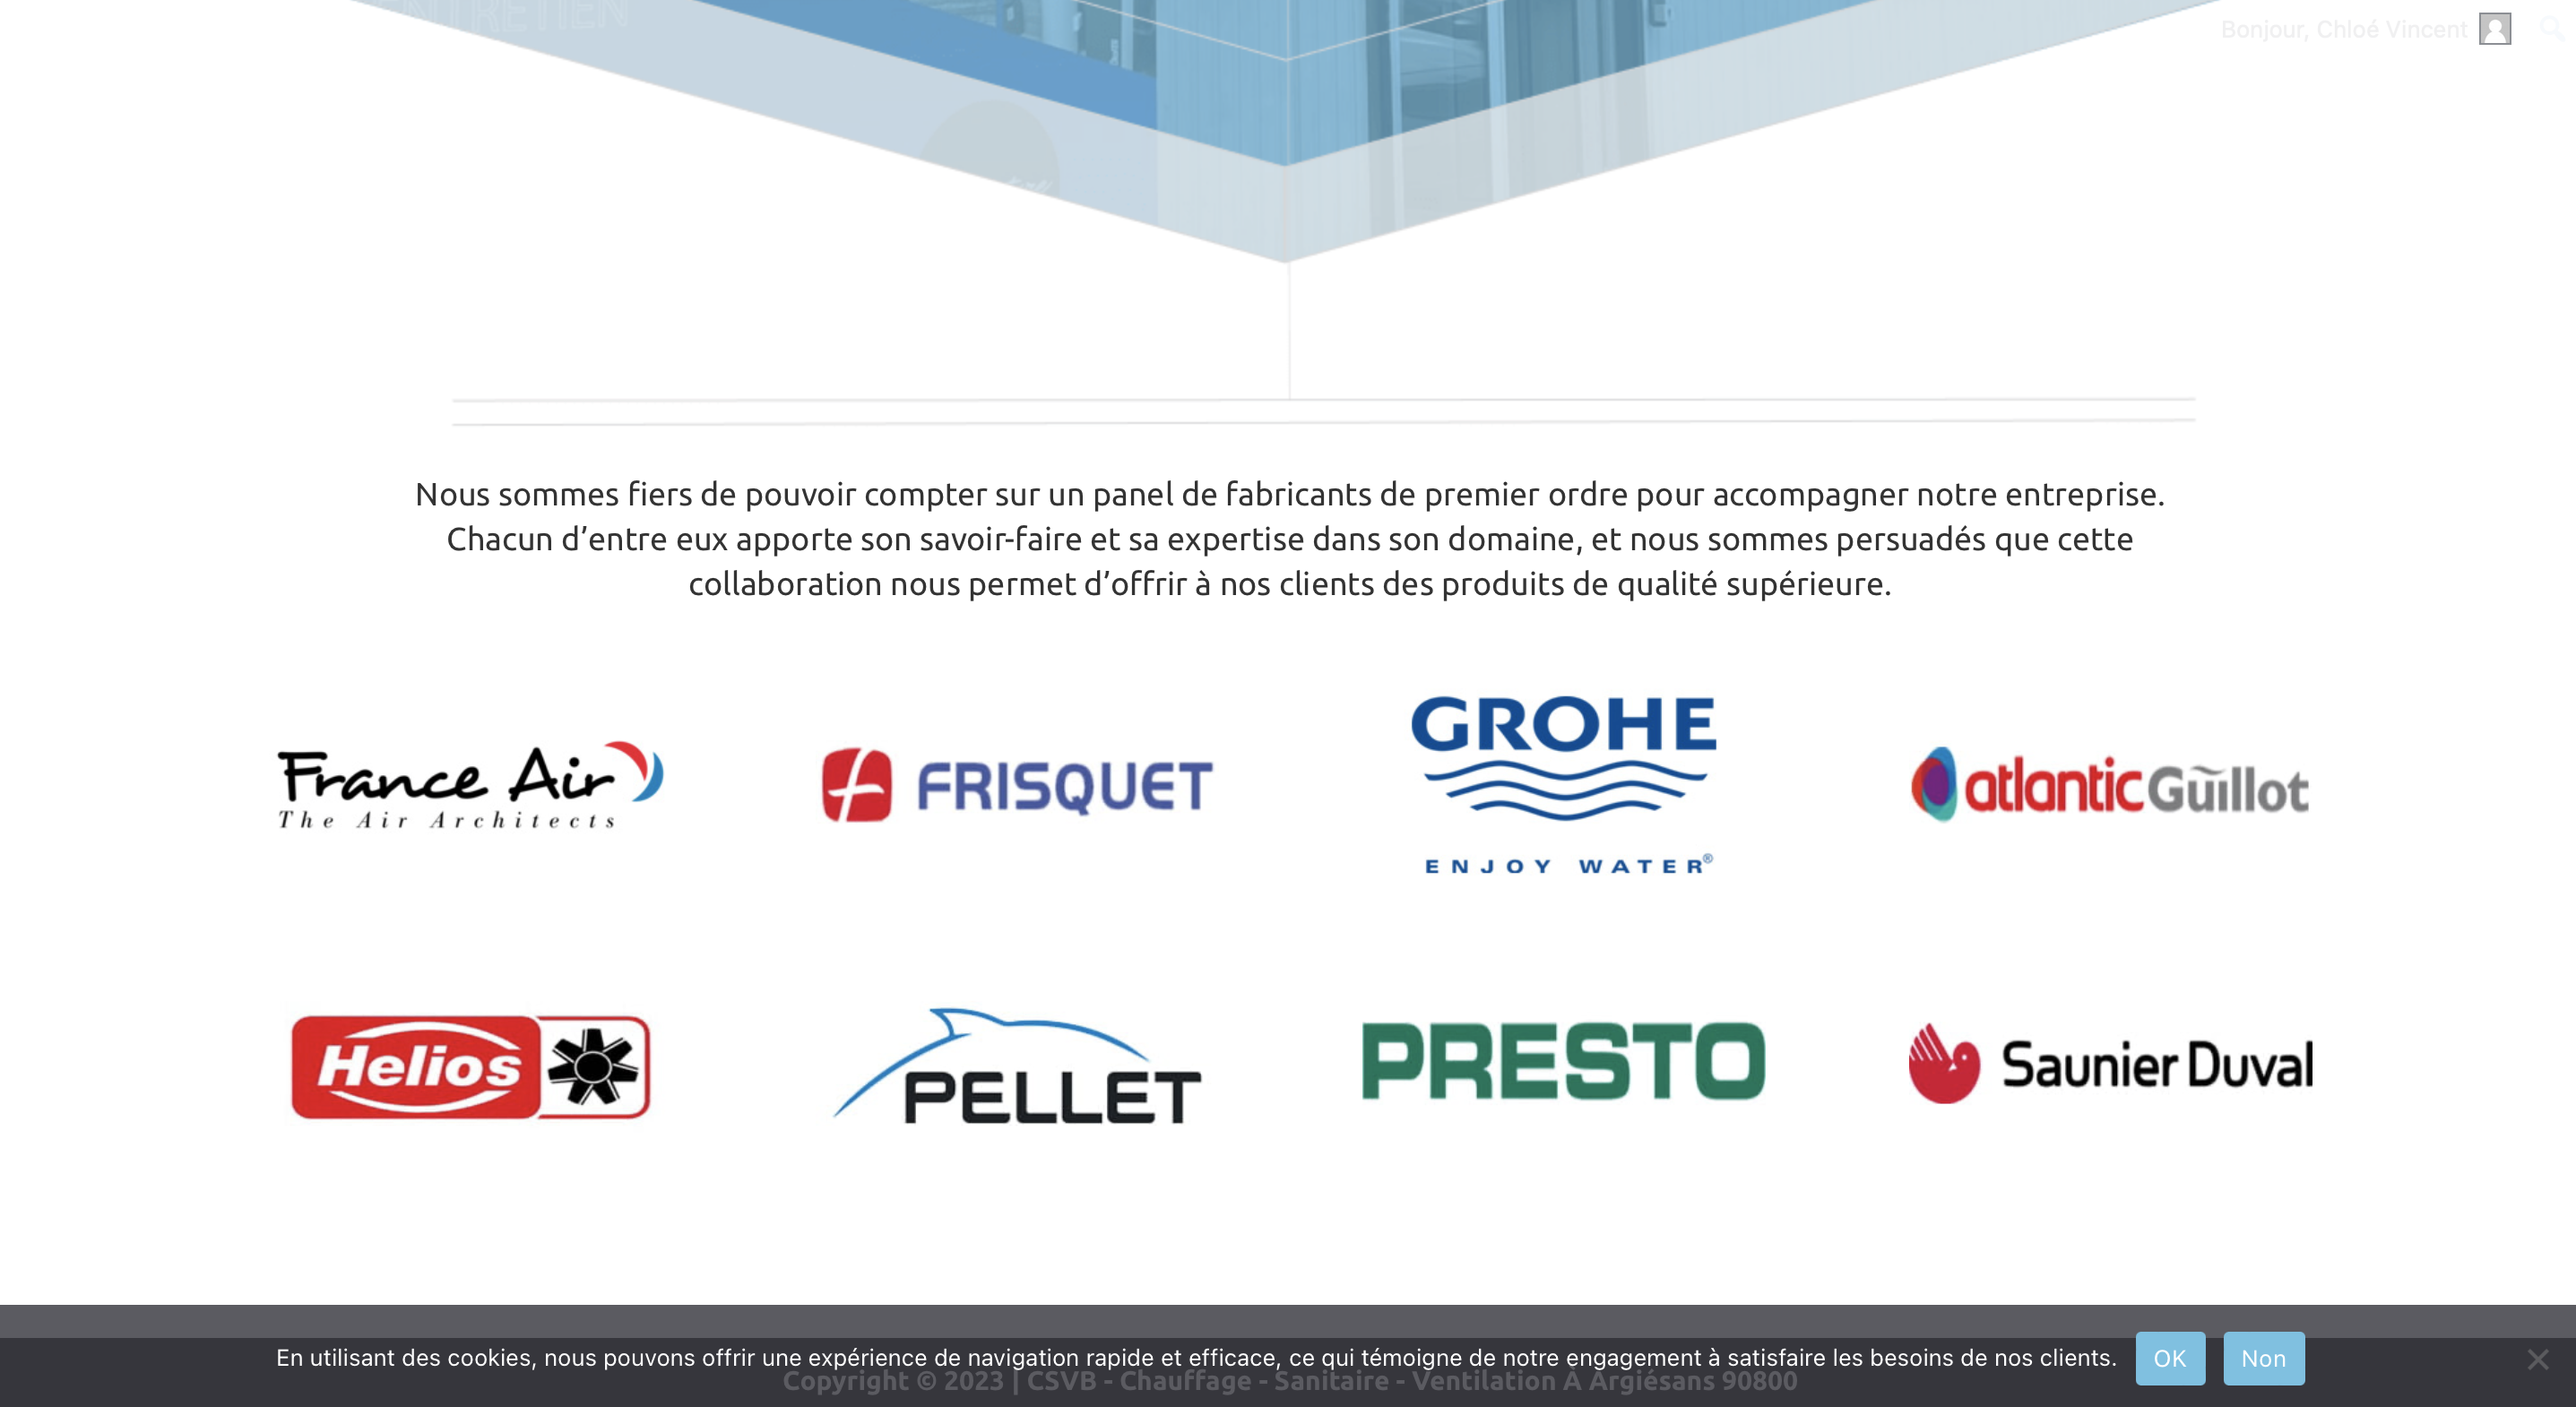 ENTRETIEN
Bonjour, Chloé Vincent
Nous sommes fiers de pouvoir compter sur un panel de fabricants de premier ordre pour accompagner notre entreprise.
Chacun d’entre eux apporte son savoir-faire et sa expertise dans son domaine, et nous sommes persuadés que cette
collaboration nous permet d’offrir à nos clients des produits de qualité supérieure.
France Air
The Air Architects
FRISQUET
GROHE
ENJOY WATER®
atlantic Guillot
Helios
PELLET
PRESTO
Saunier Duval
En utilisant des cookies, nous pouvons offrir une expérience de navigation rapide et efficace, ce qui témoigne de notre engagement à satisfaire les besoins de nos clients. OK Non
Copyright © 2023 | CSVB - Chauffage - Sanitaire - Ventilation À Argiésans 90800